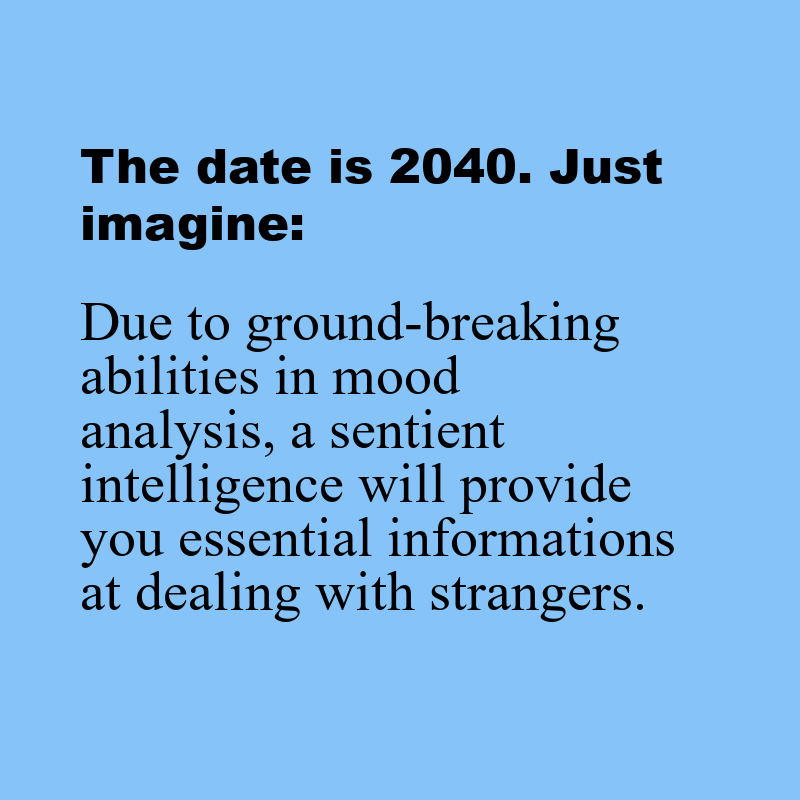 The date is 2040. Just
imagine:
Due to ground-breaking
abilities in mood
analysis, a sentient
intelligence will provide
you essential informations
at dealing with strangers.